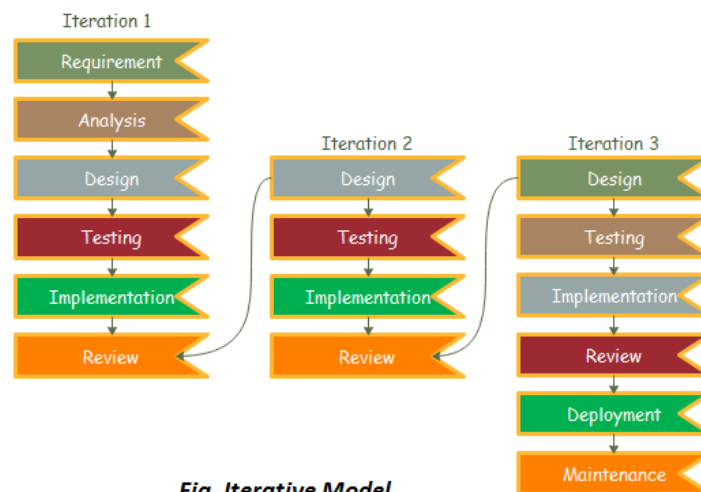 Iteration 1
Requirement
Analysis
Design
Testing
Implementation
Review
Iteration 2
Design
Testing
Implementation
Review
Iteration 3
Design
Testing
Implementation
Review
Deployment
Maintenance
Fig. Iterative Model